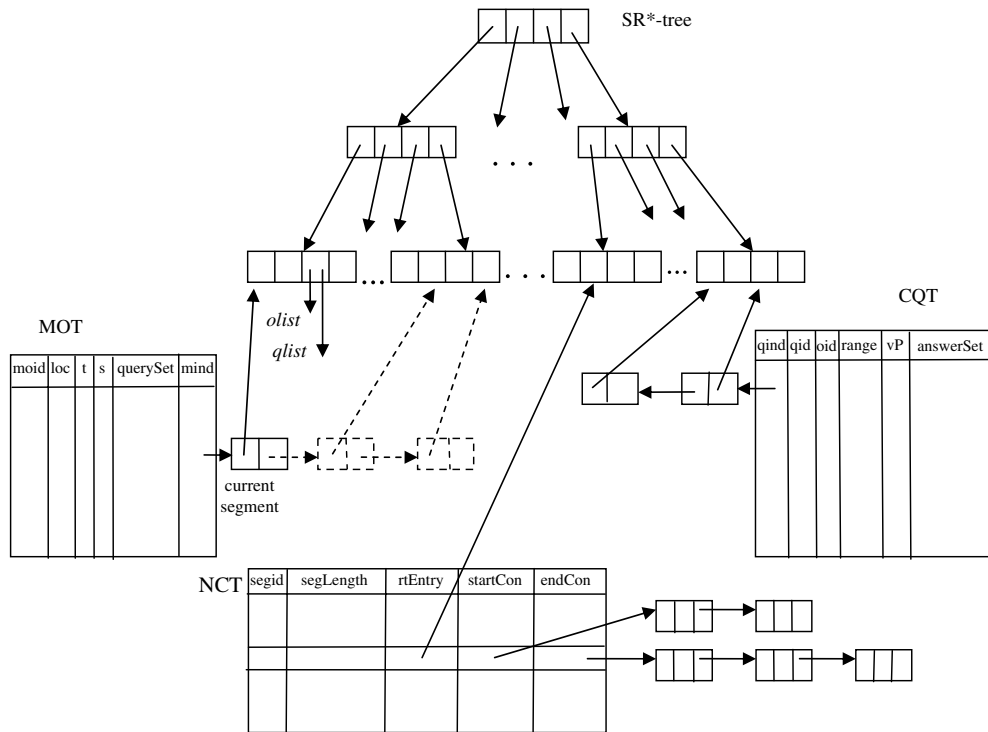 SR*-tree
. . .
...
. . .
...
olist
qlist
MOT
moid loc t s querySet mind
current
segment
CQT
qind qid oid range vP answerSet
NCT
segid segLength rtEntry startCon endCon